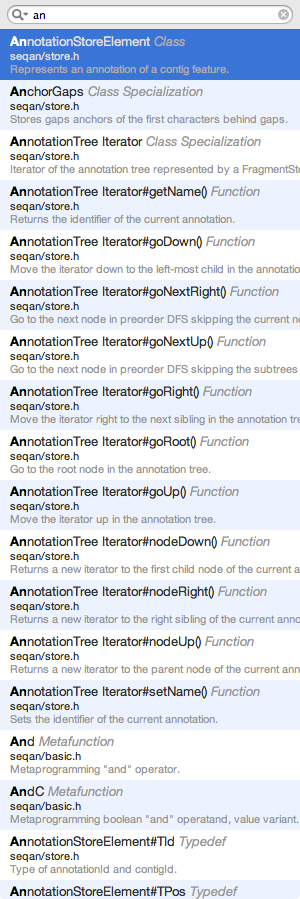 an
AnnotationStoreElement Class
seqan/store.h
Represents an annotation of a contig feature.
AnchorGaps Class Specialization
seqan/store.h
Stores gaps anchors of the first characters behind gaps.
AnnotationTree Iterator Class Specialization
seqan/store.h
Iterator of the annotation tree represented by a FragmentSt
AnnotationTree Iterator#getName() Function
seqan/store.h
Returns the identifier of the current annotation.
AnnotationTree Iterator#goDown() Function
seqan/store.h
Move the iterator down to the left-most child in the annotatio
AnnotationTree Iterator#goNextRight() Function
seqan/store.h
Go to the next node in preorder DFS skipping the current n
AnnotationTree Iterator#goNextUp() Function
seqan/store.h
Go to the next node in preorder DFS skipping the subtrees
AnnotationTree Iterator#goRight() Function
seqan/store.h
Move the iterator right to the next sibling in the annotation tr
AnnotationTree Iterator#goRoot() Function
seqan/store.h
Go to the root node in the annotation tree.
AnnotationTree Iterator#goUp() Function
seqan/store.h
Move the iterator up in the annotation tree.
AnnotationTree Iterator#nodeDown() Function
seqan/store.h
Returns a new iterator to the first child node of the current a
AnnotationTree Iterator#nodeRight() Function
seqan/store.h
Returns a new iterator to the right sibling of the current anno
AnnotationTree Iterator#nodeUp() Function
seqan/store.h
Returns a new iterator to the parent node of the current ann
AnnotationTree Iterator#setName() Function
seqan/store.h
Sets the identifier of the current annotation.
And Metafunction
seqan/basic.h
Metaprogramming "and" operator.
AndC Metafunction
seqan/basic.h
Metaprogramming boolean "and" operatand, value variant.
AnnotationStoreElement#TId Typedef
seqan/store.h
Type of annotationId and contigId.
AnnotationStoreElement#TPos Typedef